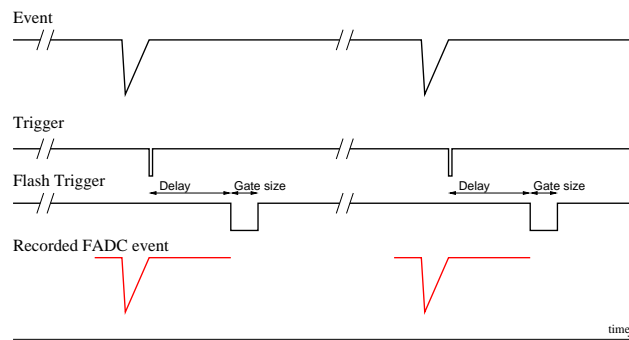 Event
Trigger
Flash Trigger
Delay
Gate size
Delay
Gate size
Recorded FADC event
time